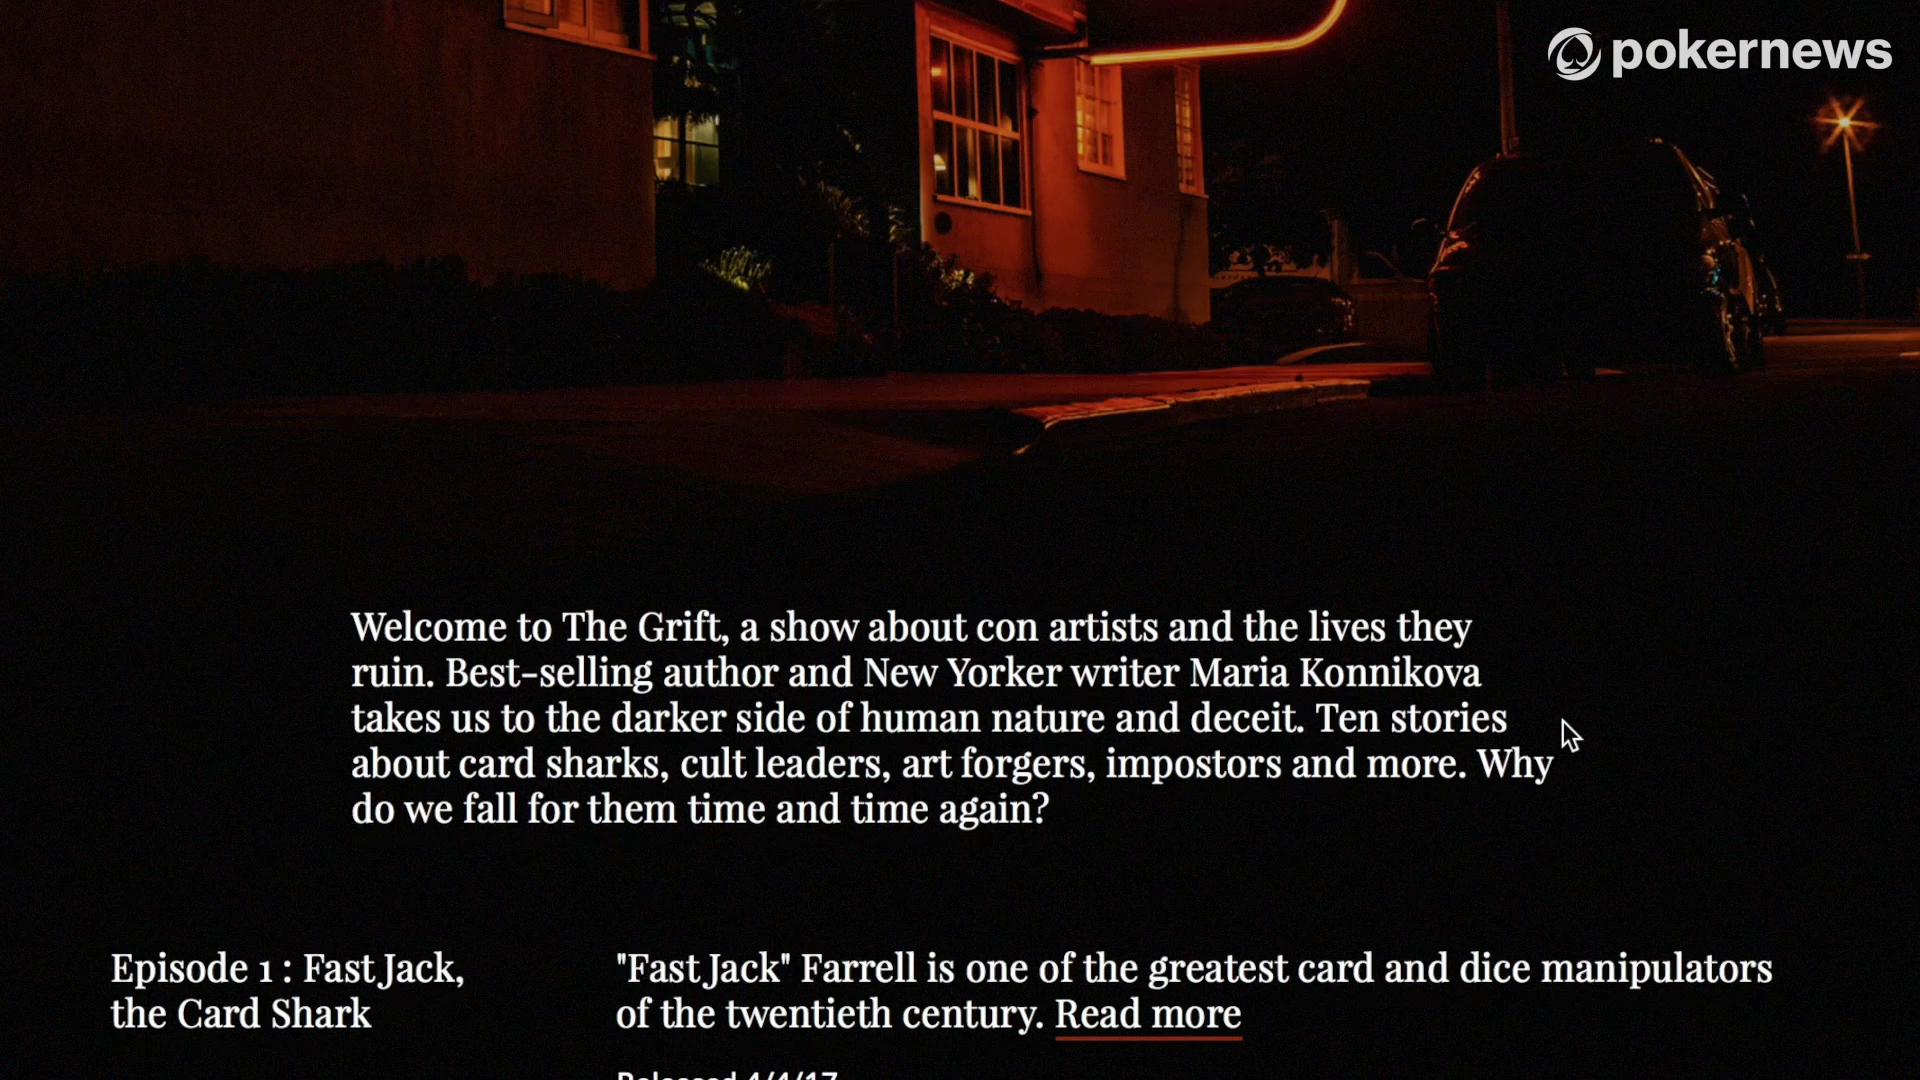 pokernews
Welcome to The Grift, a show about con artists and the lives they
ruin. Best-selling author and New Yorker writer Maria Konnikova
takes us to the darker side of human nature and deceit. Ten stories
about card sharks, cult leaders, art forgers, impostors and more. Why
do we fall for them time and time again?
Episode 1 : Fast Jack,
the Card Shark
"Fast Jack" Farrell is one of the greatest card and dice manipulators
of the twentieth century. Read more
Released 4/4/17